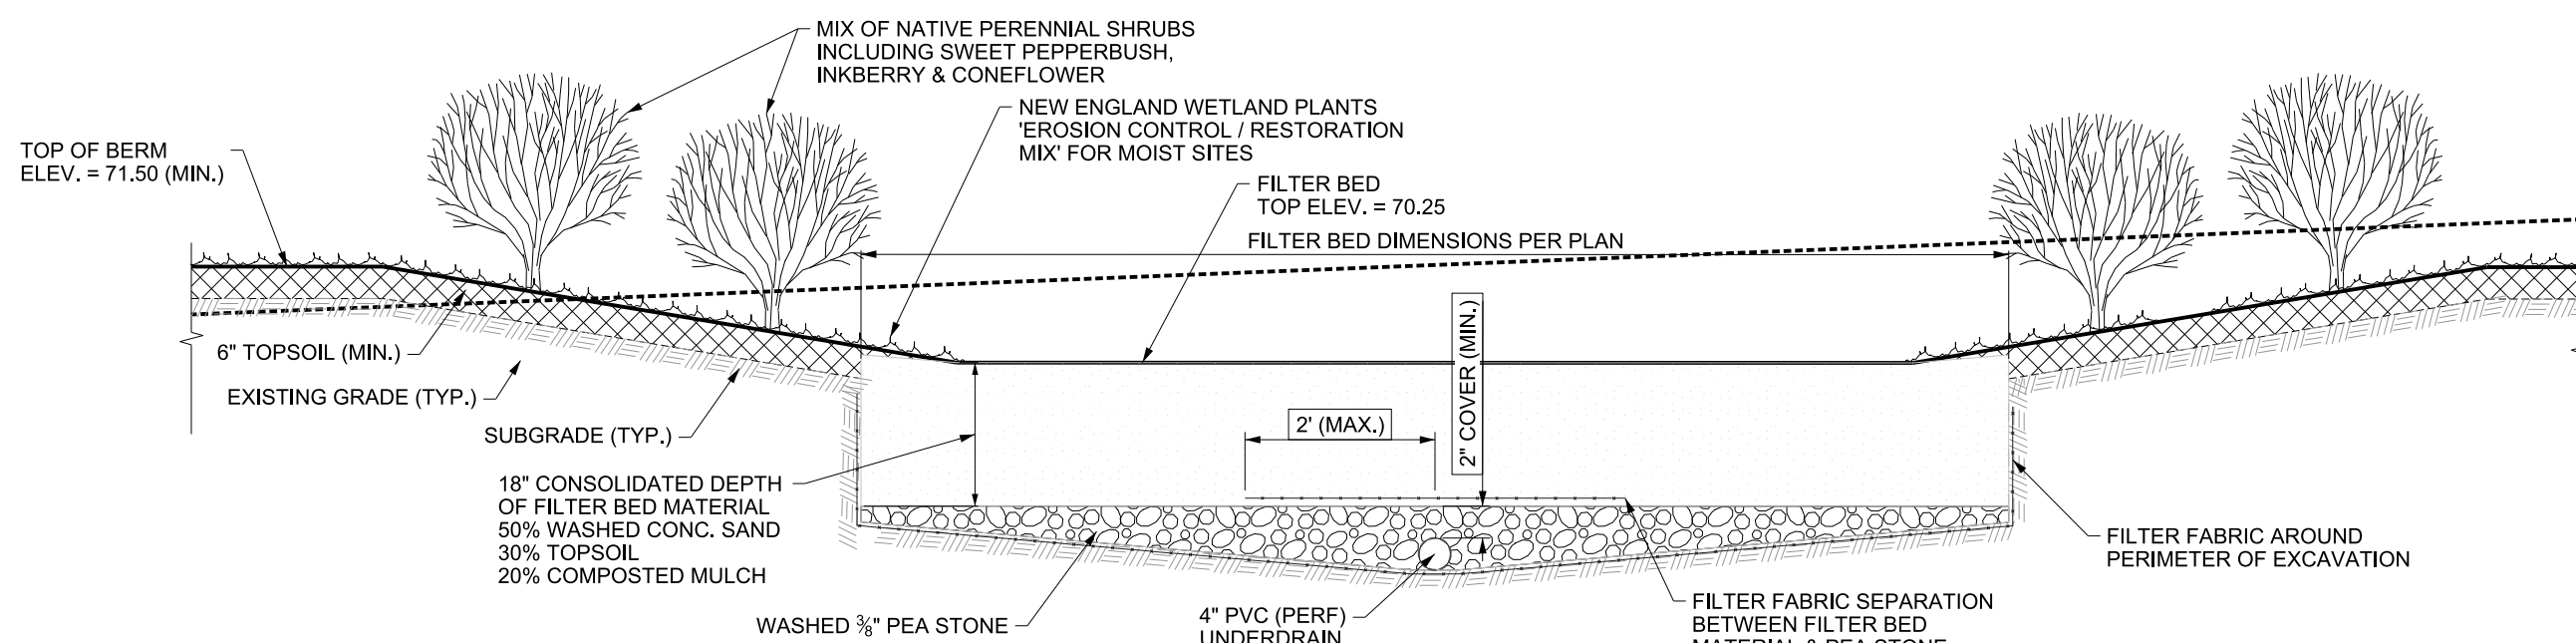 MIX OF NATIVE PERENNIAL SHRUBS
INCLUDING SWEET PEPPERBUSH,
INKBERRY & CONEFLOWER
NEW ENGLAND WETLAND PLANTS
'EROSION CONTROL / RESTORATION
MIX' FOR MOIST SITES
TOP OF BERM
ELEV. = 71.50 (MIN.)
FILTER BED
TOP ELEV. = 70.25
FILTER BED DIMENSIONS PER PLAN
6" TOPSOIL (MIN.)
EXISTING GRADE (TYP.)
SUBGRADE (TYP.)
2' (MAX.)
2" COVER (MIN.)
18" CONSOLIDATED DEPTH
OF FILTER BED MATERIAL
50% WASHED CONC. SAND
30% TOPSOIL
20% COMPOSTED MULCH
FILTER FABRIC AROUND
PERIMETER OF EXCAVATION
WASHED ⅜" PEA STONE
4" PVC (PERF)
UNDERDRAIN
FILTER FABRIC SEPARATION
BETWEEN FILTER BED
MATERIAL & PEA STONE